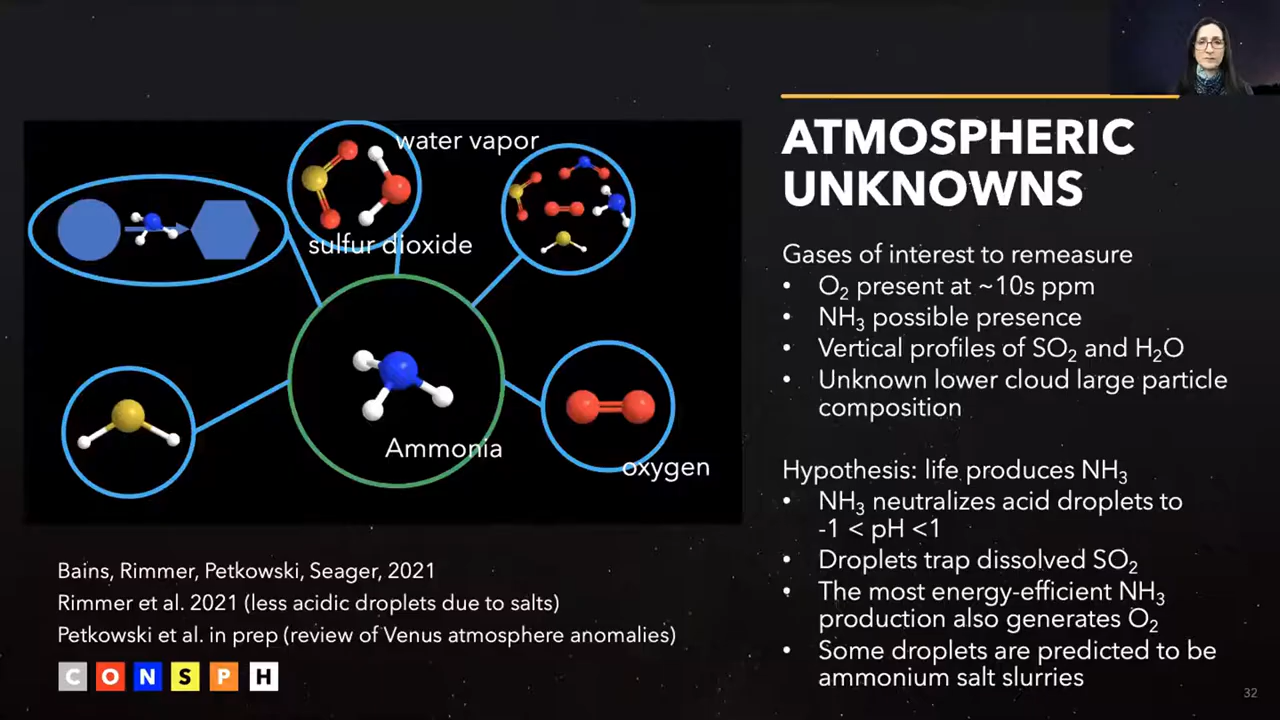 water vapor
sulfur dioxide
Ammonia
oxygen
Bains, Rimmer, Petkowski, Seager, 2021
Rimmer et al. 2021 (less acidic droplets due to salts)
Petkowski et al. in prep (review of Venus atmosphere anomalies)
C O N S P H
ATMOSPHERIC
UNKNOWNS
Gases of interest to remeasure
• O₂ present at ~10s ppm
• NH₃ possible presence
• Vertical profiles of SO₂ and H₂O
• Unknown lower cloud large particle
composition
Hypothesis: life produces NH₃
• NH₃ neutralizes acid droplets to
-1 < pH <1
• Droplets trap dissolved SO₂
• The most energy-efficient NH₃
production also generates O₂
• Some droplets are predicted to be
ammonium salt slurries
32